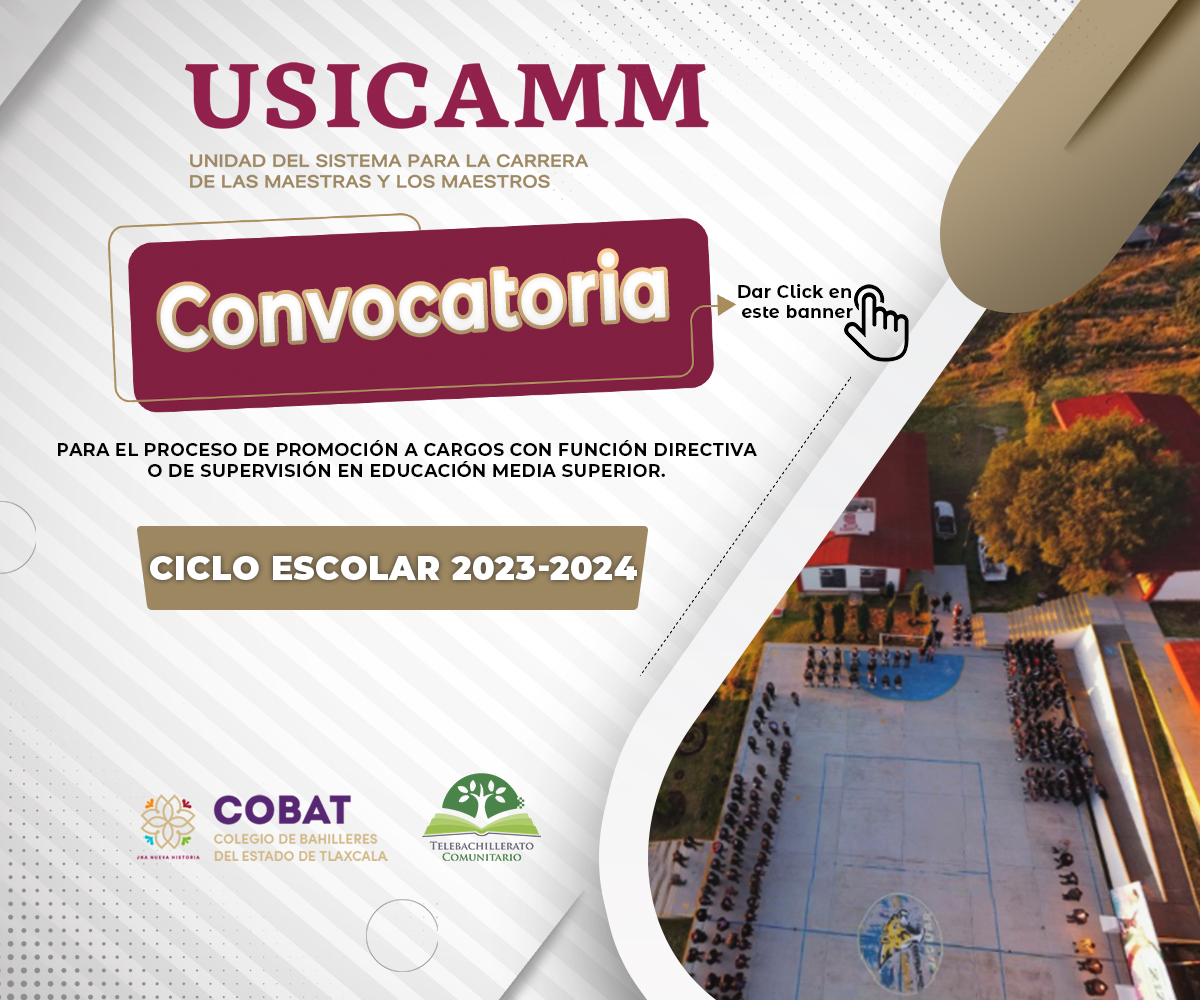 USICAMM
UNIDAD DEL SISTEMA PARA LA CARRERA
DE LAS MAESTRAS Y LOS MAESTROS
Convocatoria
Dar Click en
este banner
PARA EL PROCESO DE PROMOCIÓN A CARGOS CON FUNCIÓN DIRECTIVA
O DE SUPERVISIÓN EN EDUCACIÓN MEDIA SUPERIOR.
CICLO ESCOLAR 2023-2024
COBAT
COLEGIO DE BAHILLERES
DEL ESTADO DE TLAXCALA
NUEVA HISTORIA
TELEBACHILLERATO
COMUNITARIO